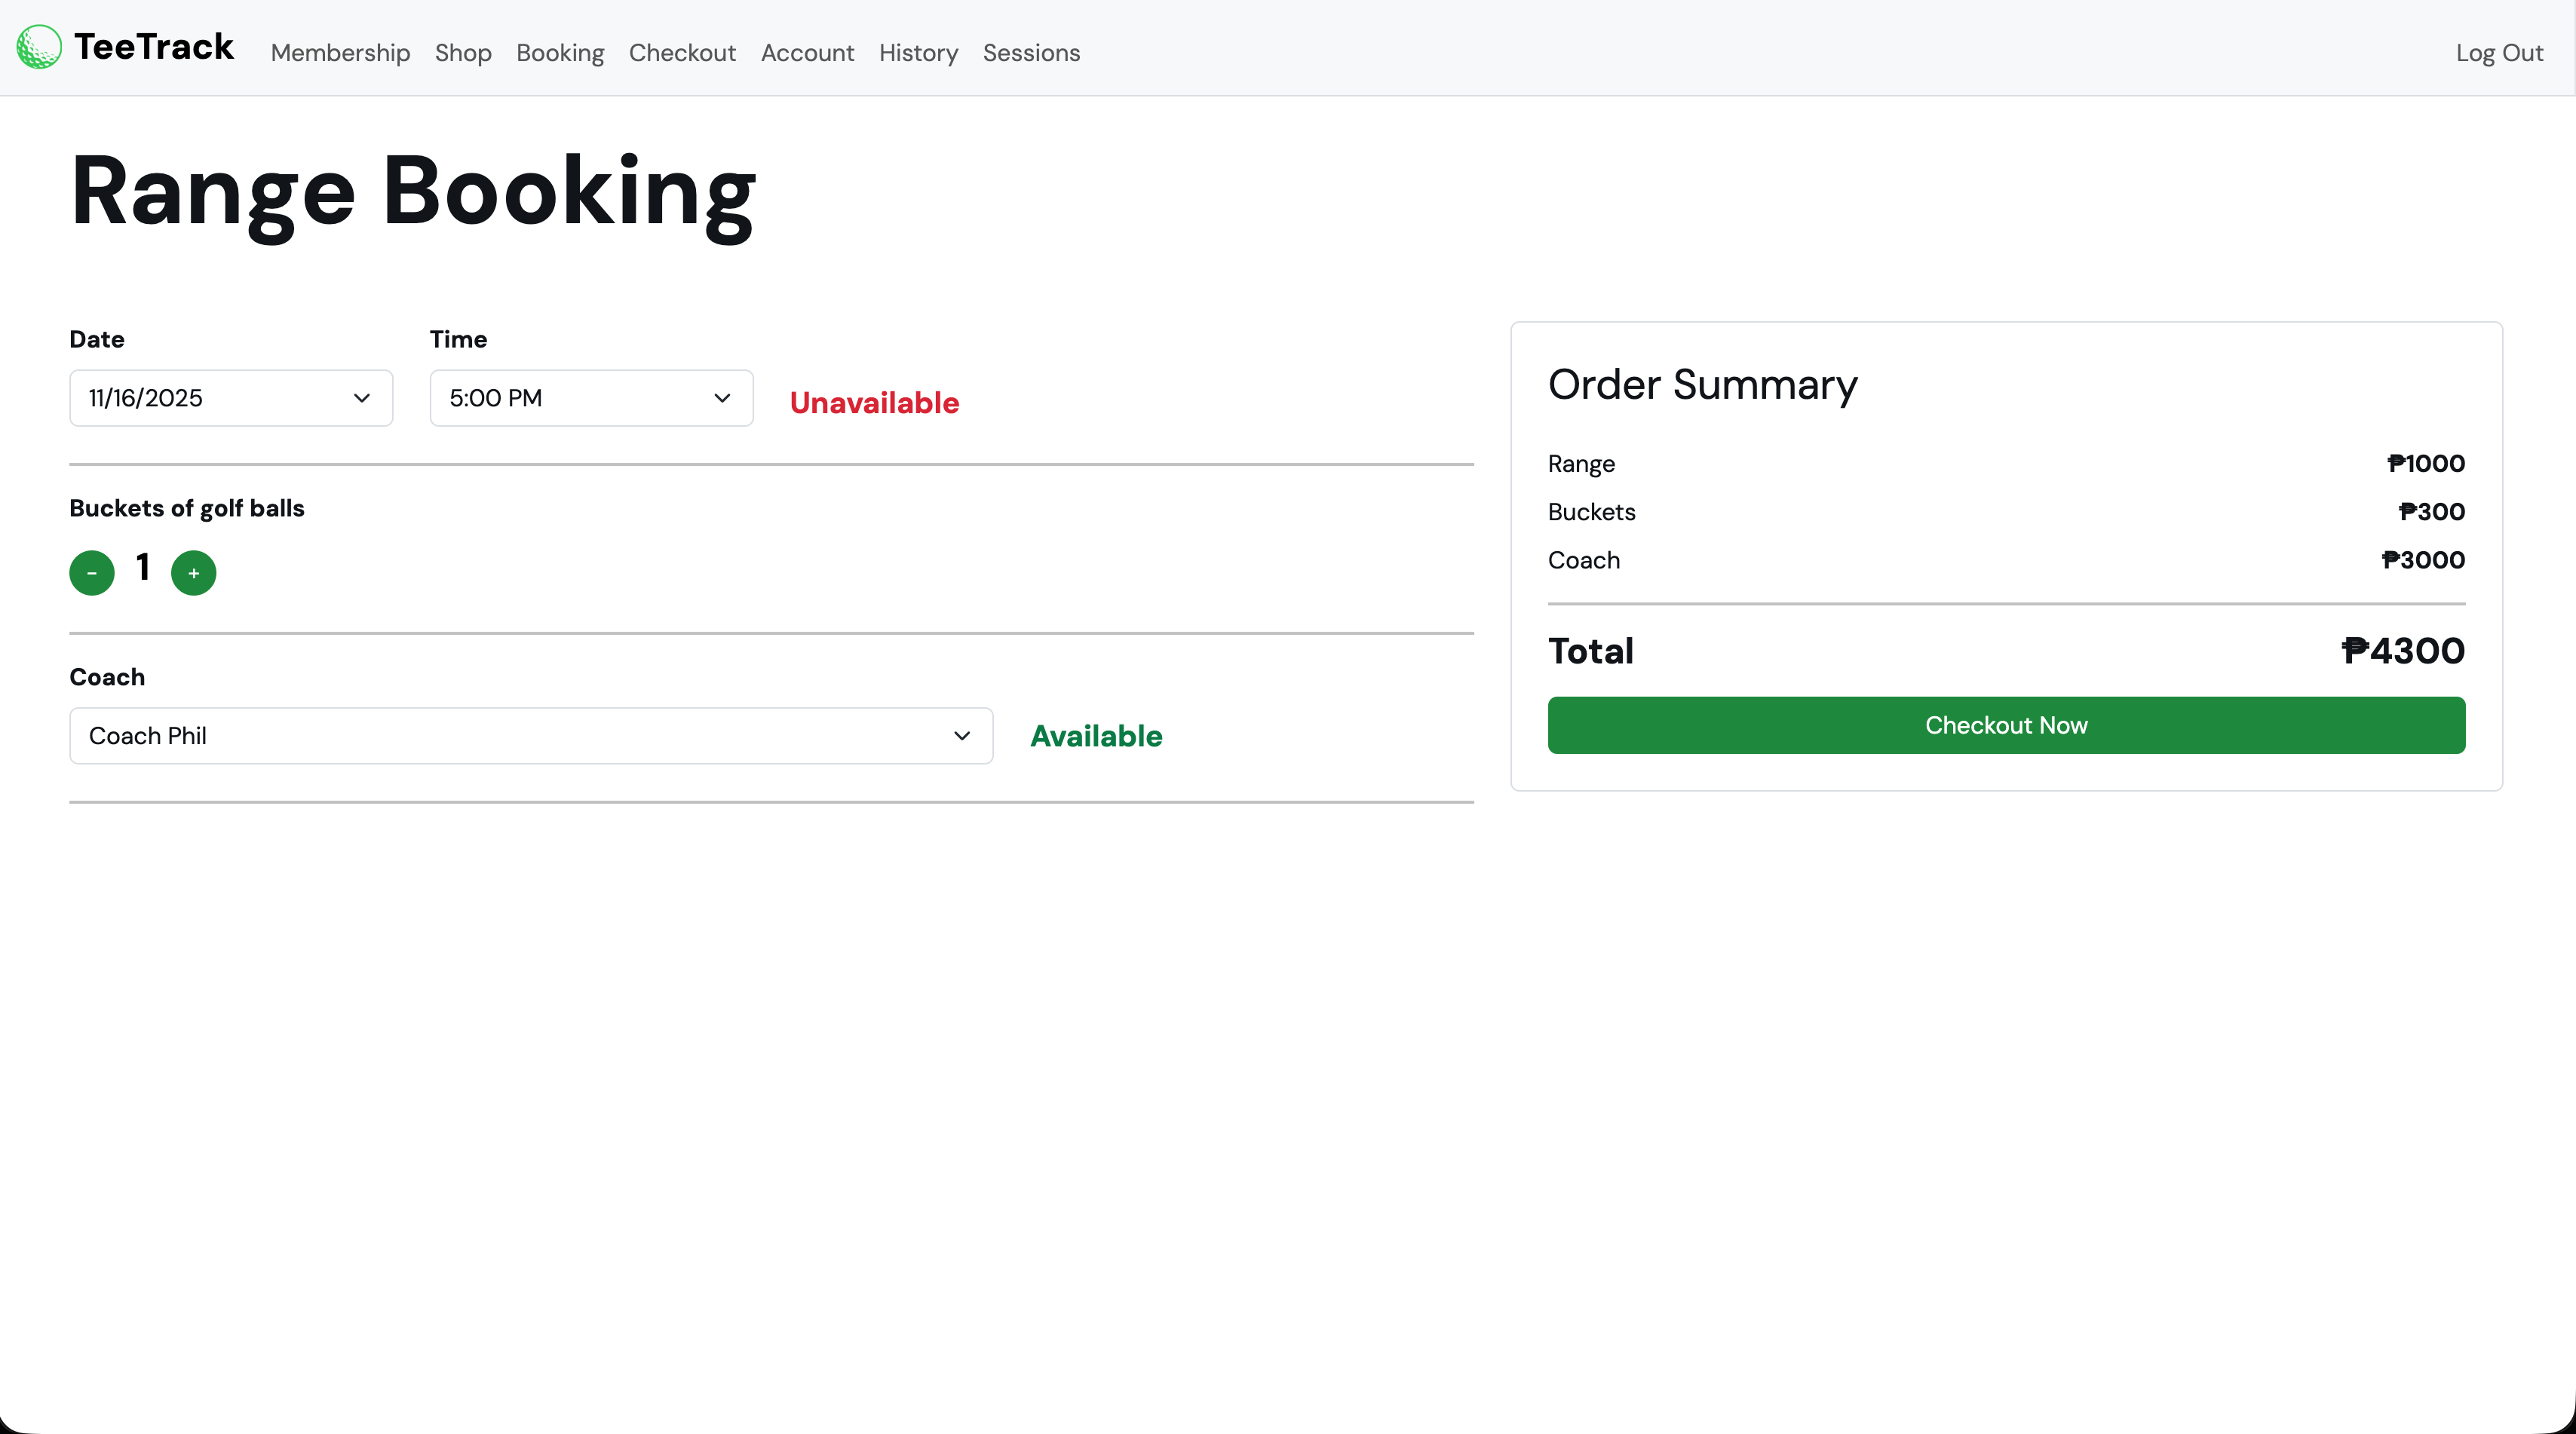 TeeTrack Membership Shop Booking Checkout Account History Sessions Log Out
Range Booking
Date Time
11/16/2025 5:00 PM Unavailable
Buckets of golf balls
- 1 +
Coach
Coach Phil Available
Order Summary
Range ₱1000
Buckets ₱300
Coach ₱3000
Total ₱4300
Checkout Now